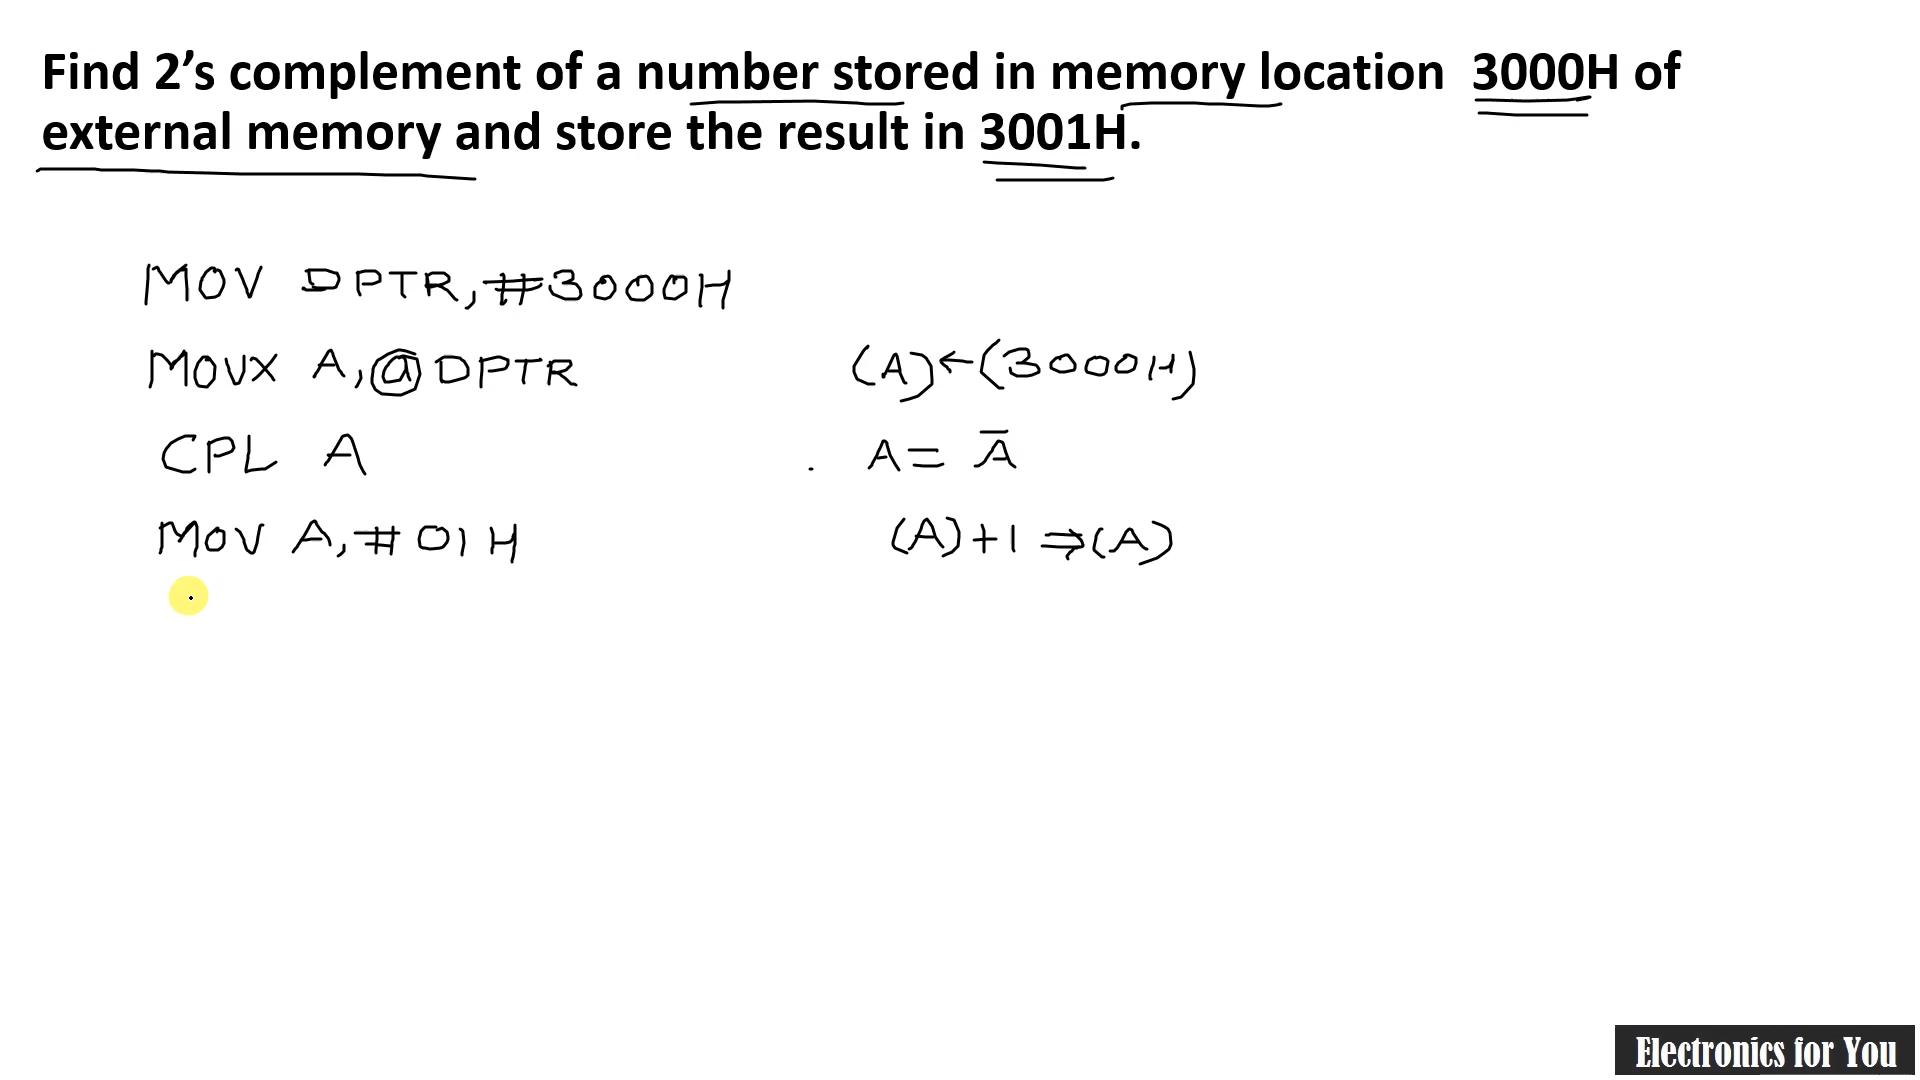 Find 2’s complement of a number stored in memory location 3000H of
external memory and store the result in 3001H.
MOV DPTR, #3000H
MOVX A, @DPTR (A)←(3000H)
CPL A . A = A̅
MOV A, #01H (A)+1 ⇒(A)
Electronics for You